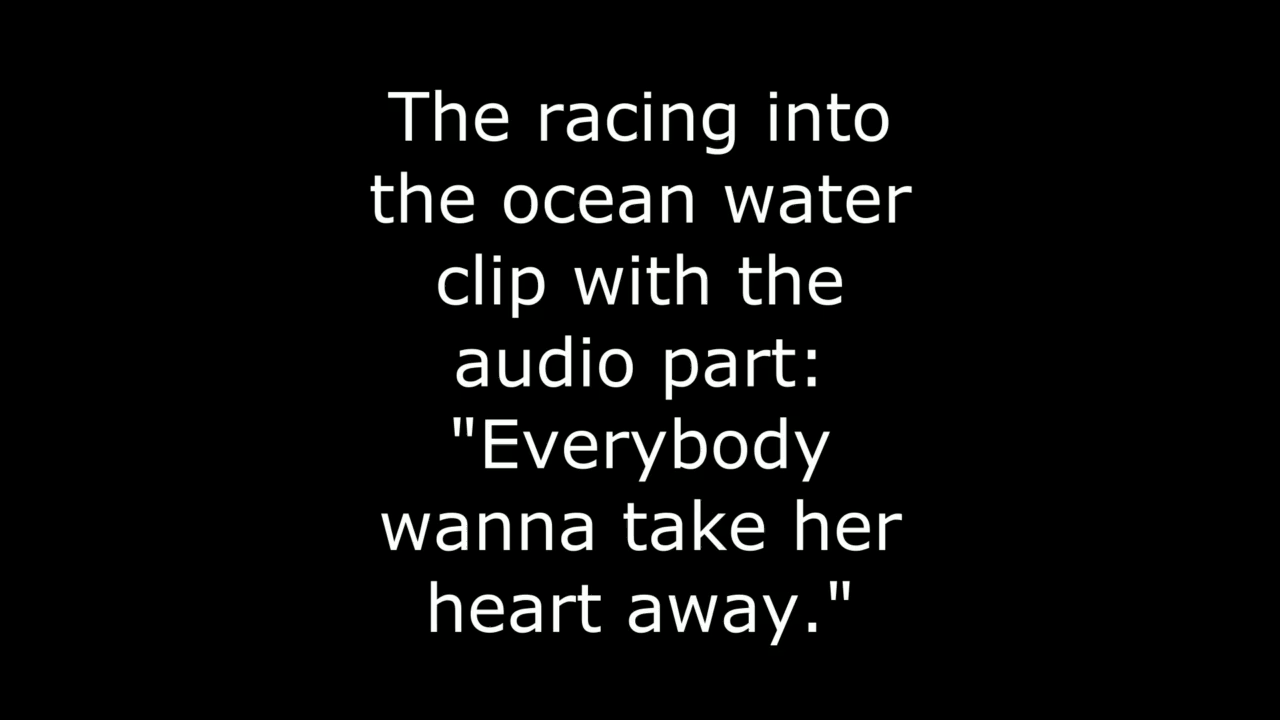 The racing into
the ocean water
clip with the
audio part:
"Everybody
wanna take her
heart away."